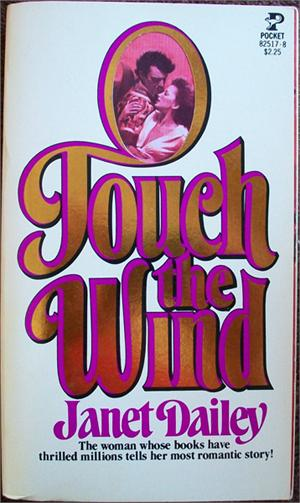 P
POCKET
82517-8
$2.25
Touch
the
Wind
Janet Dailey
The woman whose books have
thrilled millions tells her most romantic story!